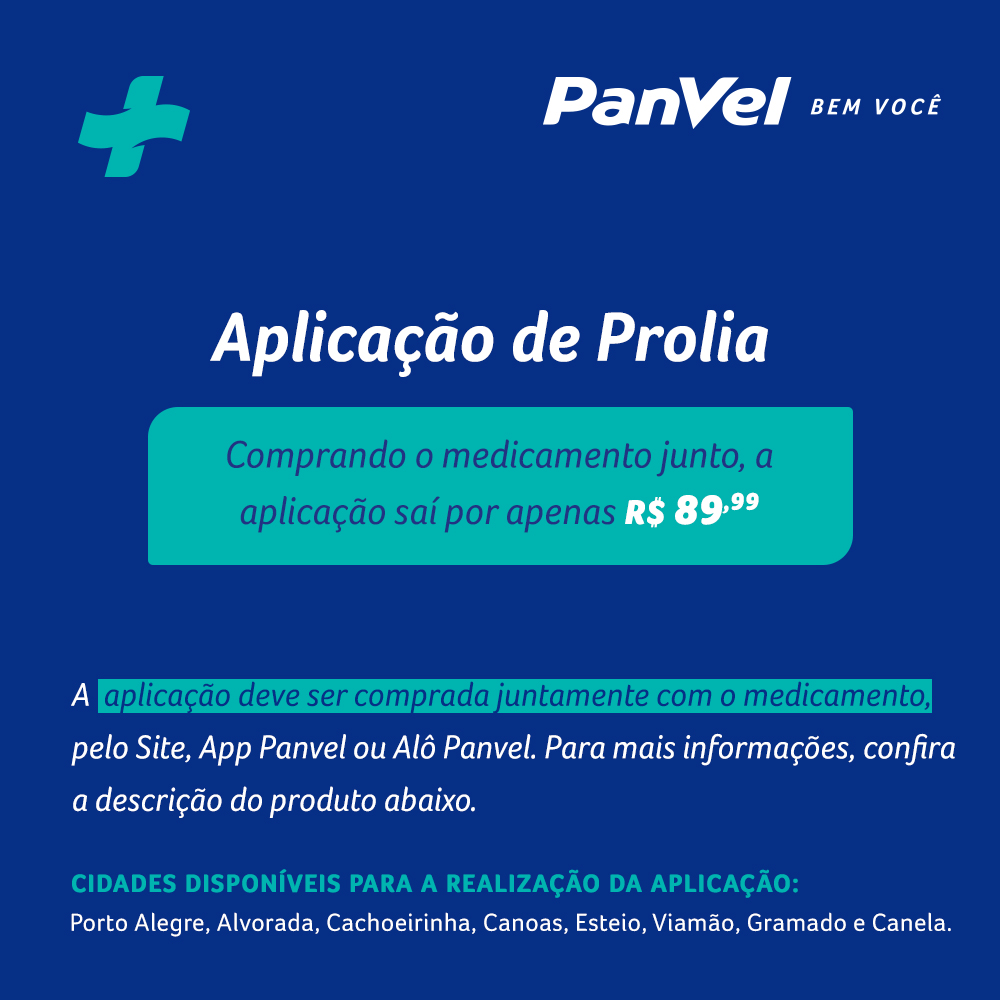 PanVel BEM VOCÊ
Aplicação de Prolia
Comprando o medicamento junto, a
aplicação saí por apenas R$ 89,99
A aplicação deve ser comprada juntamente com o medicamento,
pelo Site, App Panvel ou Alô Panvel. Para mais informações, confira
a descrição do produto abaixo.
CIDADES DISPONÍVEIS PARA A REALIZAÇÃO DA APLICAÇÃO:
Porto Alegre, Alvorada, Cachoeirinha, Canoas, Esteio, Viamão, Gramado e Canela.